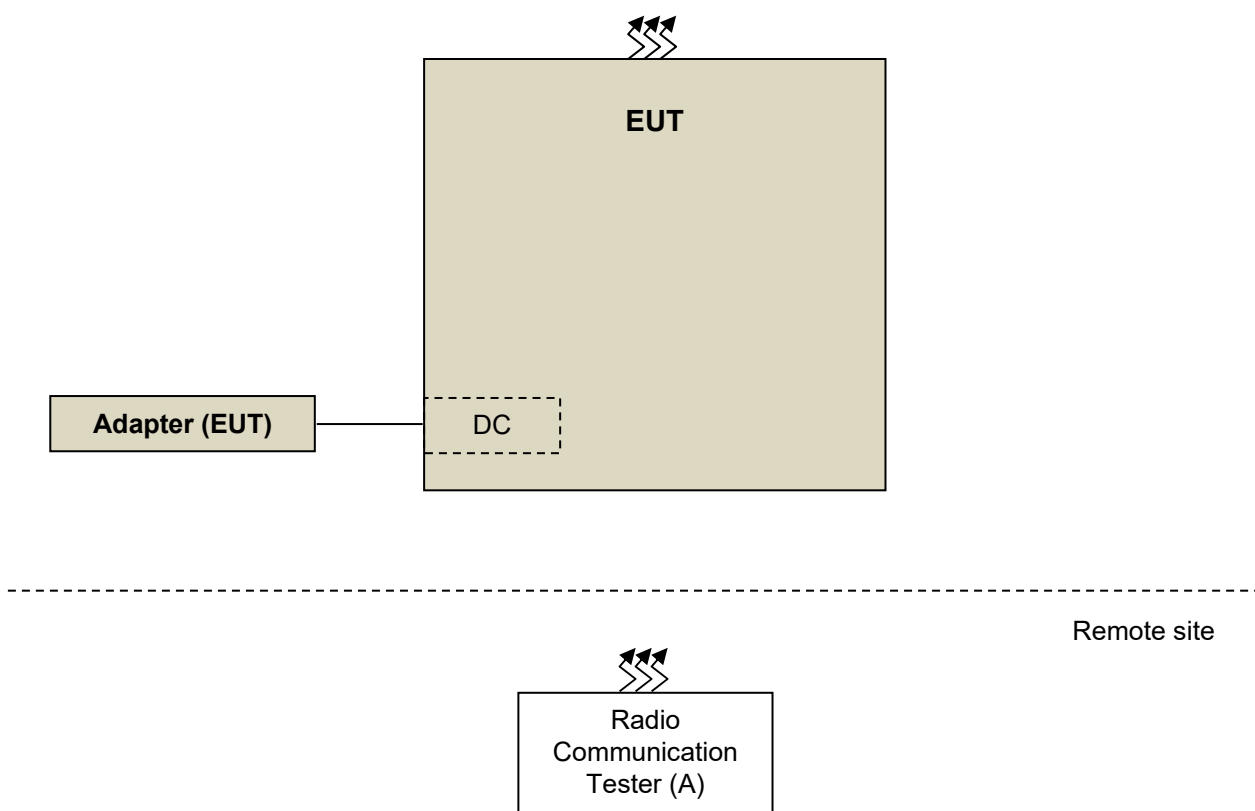 EUT
Adapter (EUT)
DC
Remote site
Radio
Communication
Tester (A)